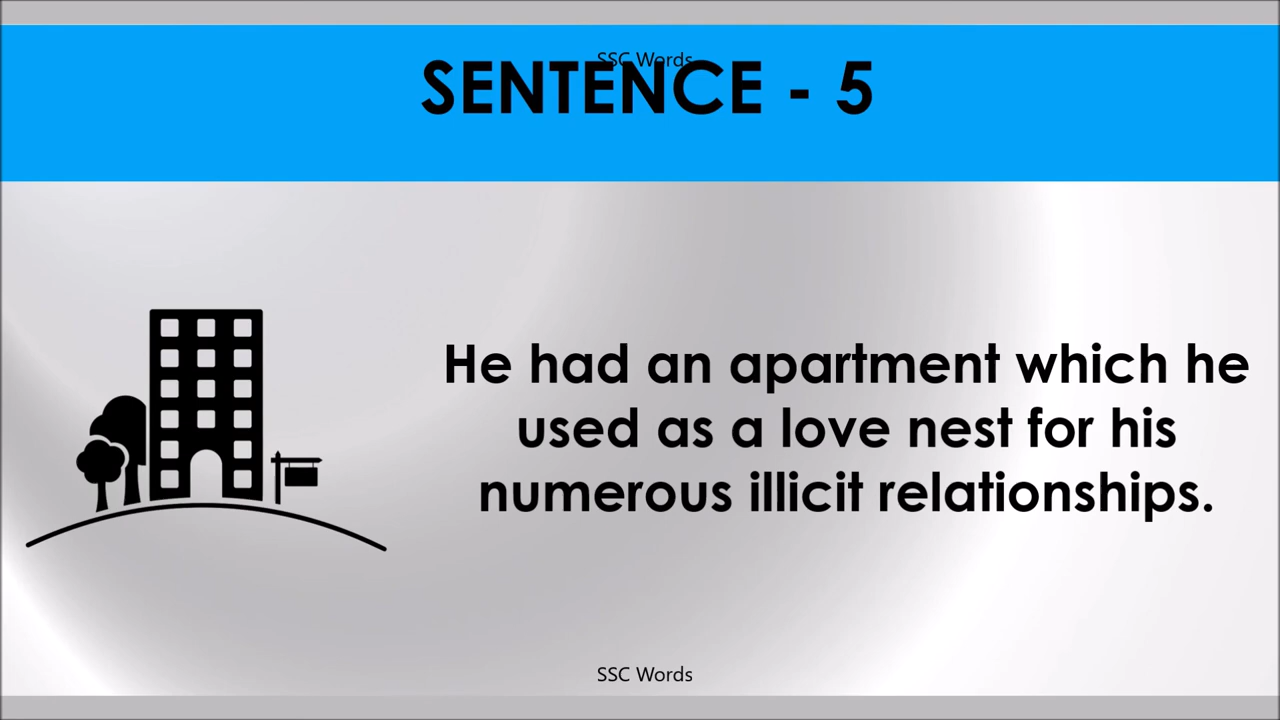 SSC Words
SENTENCE - 5
He had an apartment which he
used as a love nest for his
numerous illicit relationships.
SSC Words